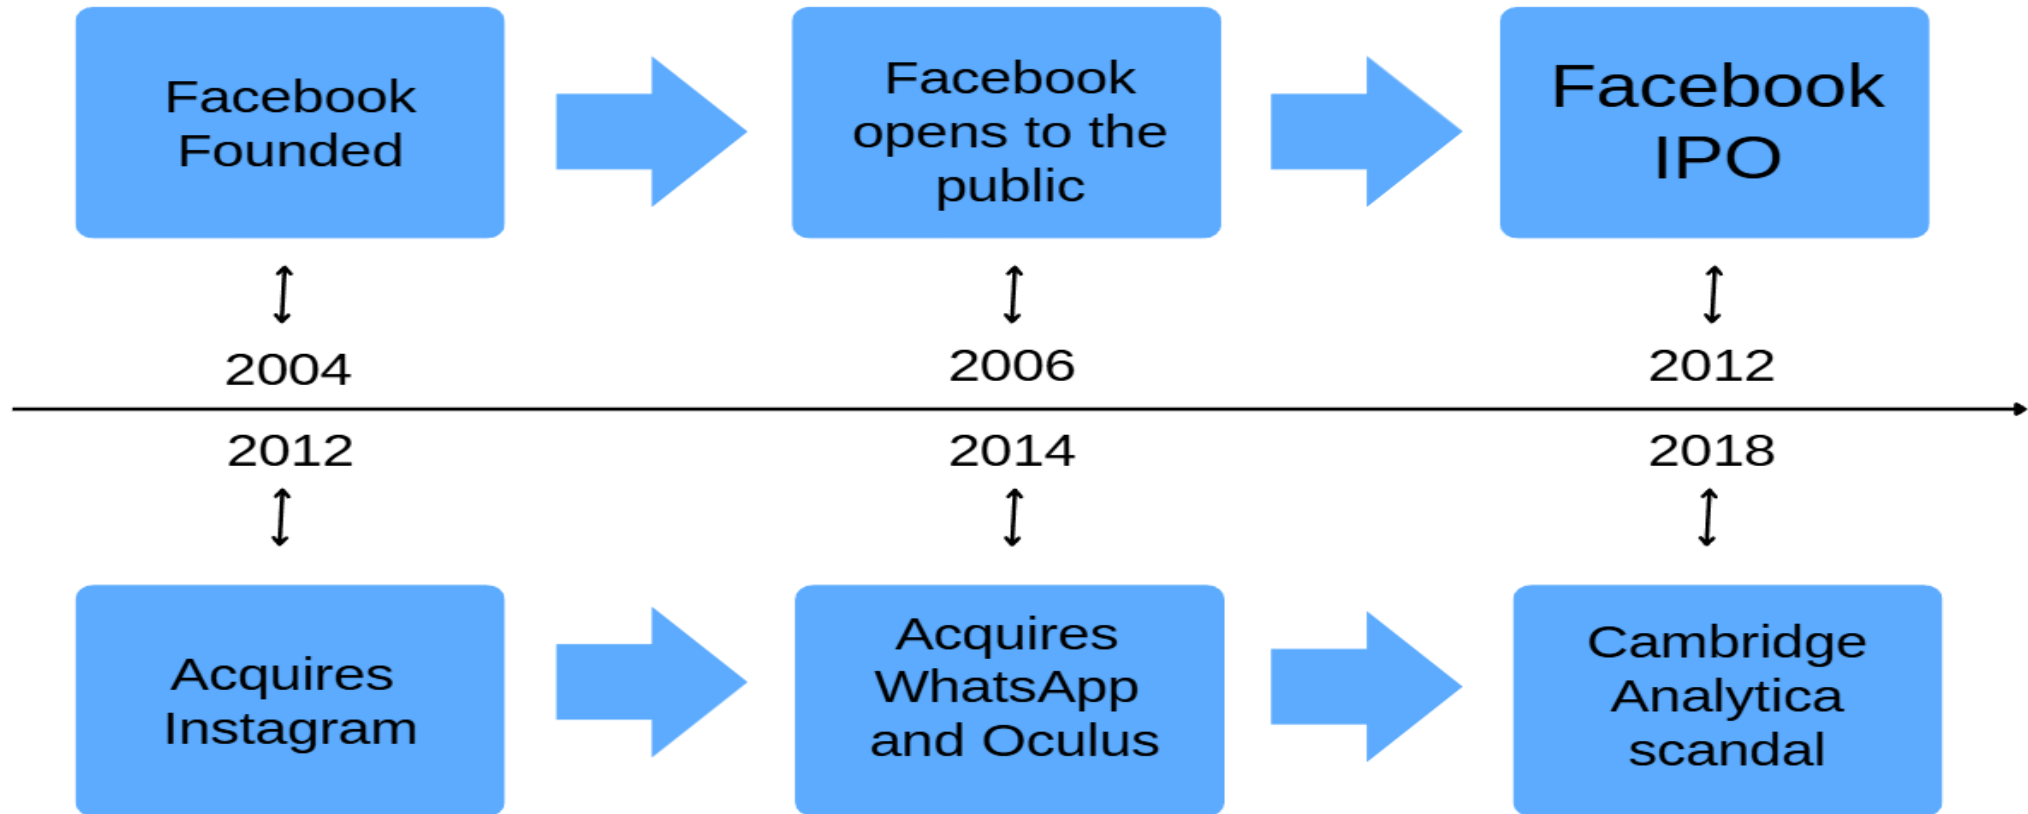 Facebook
Founded
Facebook
opens to the
public
Facebook
IPO
2004
2006
2012
2012
2014
2018
Acquires
Instagram
Acquires
WhatsApp
and Oculus
Cambridge
Analytica
scandal